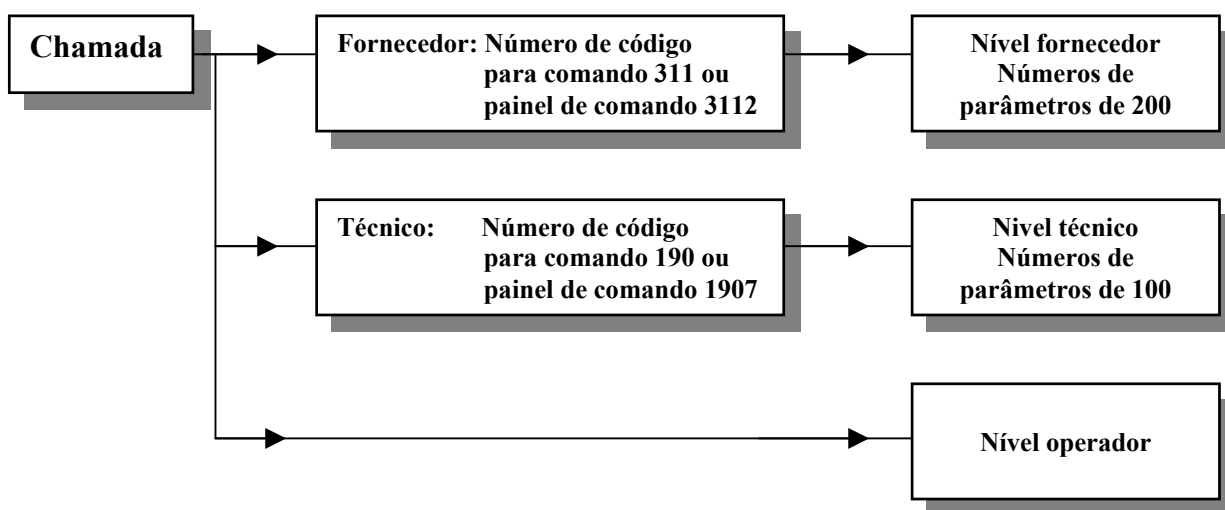 Chamada
Fornecedor: Número de código
para comando 311 ou
painel de comando 3112
Nível fornecedor
Números de
parâmetros de 200
Técnico: Número de código
para comando 190 ou
painel de comando 1907
Nivel técnico
Números de
parâmetros de 100
Nível operador